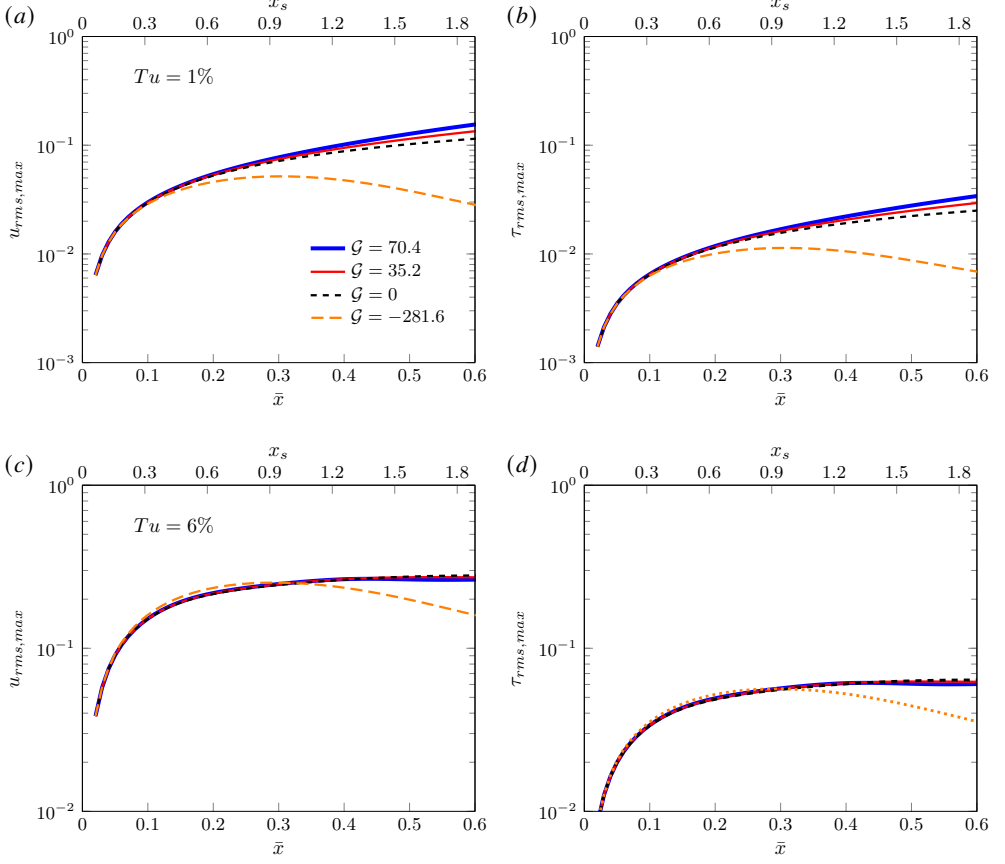 (a)
x_s
0 0.3 0.6 0.9 1.2 1.5 1.8
10^0
10^{-1}
10^{-2}
10^{-3}
u_{rms,max}
Tu = 1%
𝒢 = 70.4
𝒢 = 35.2
𝒢 = 0
𝒢 = −281.6
0 0.1 0.2 0.3 0.4 0.5 0.6
x̄
(b)
x_s
0 0.3 0.6 0.9 1.2 1.5 1.8
10^0
10^{-1}
10^{-2}
10^{-3}
τ_{rms,max}
0 0.1 0.2 0.3 0.4 0.5 0.6
x̄
(c)
x_s
0 0.3 0.6 0.9 1.2 1.5 1.8
10^0
10^{-1}
10^{-2}
u_{rms,max}
Tu = 6%
0 0.1 0.2 0.3 0.4 0.5 0.6
x̄
(d)
x_s
0 0.3 0.6 0.9 1.2 1.5 1.8
10^0
10^{-1}
10^{-2}
τ_{rms,max}
0 0.1 0.2 0.3 0.4 0.5 0.6
x̄